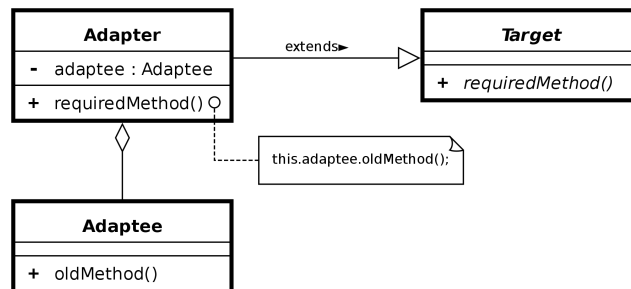 Adapter
- adaptee : Adaptee
+ requiredMethod()
extends►
Target
+ requiredMethod()
this.adaptee.oldMethod();
Adaptee
+ oldMethod()